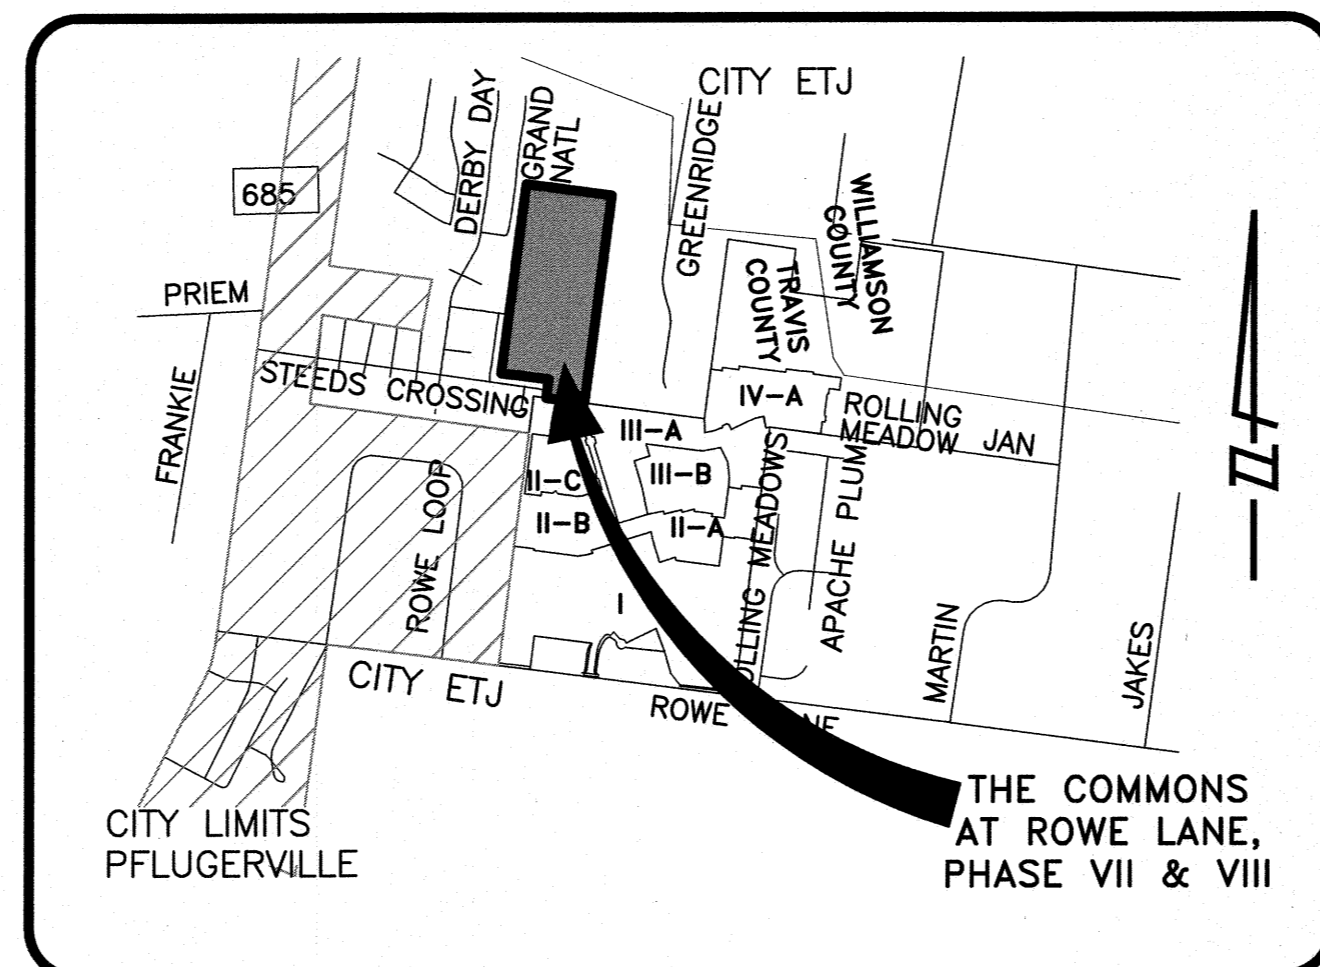 CITY ETJ
DERBY DAY
GRAND
NATL
GREENRIDGE
685
WILLIAMSON
COUNTY
TRAVIS
COUNTY
PRIEM
FRANKIE
STEEDS CROSSING
IV-A
ROLLING
MEADOW JAN
III-A
III-B
II-C
II-B
II-A
I
ROWE LOOP
OLLING MEADOWS
APACHE PLUM
MARTIN
JAKES
CITY ETJ
ROWE NE
CITY LIMITS
PFLUGERVILLE
THE COMMONS
AT ROWE LANE,
PHASE VII & VIII